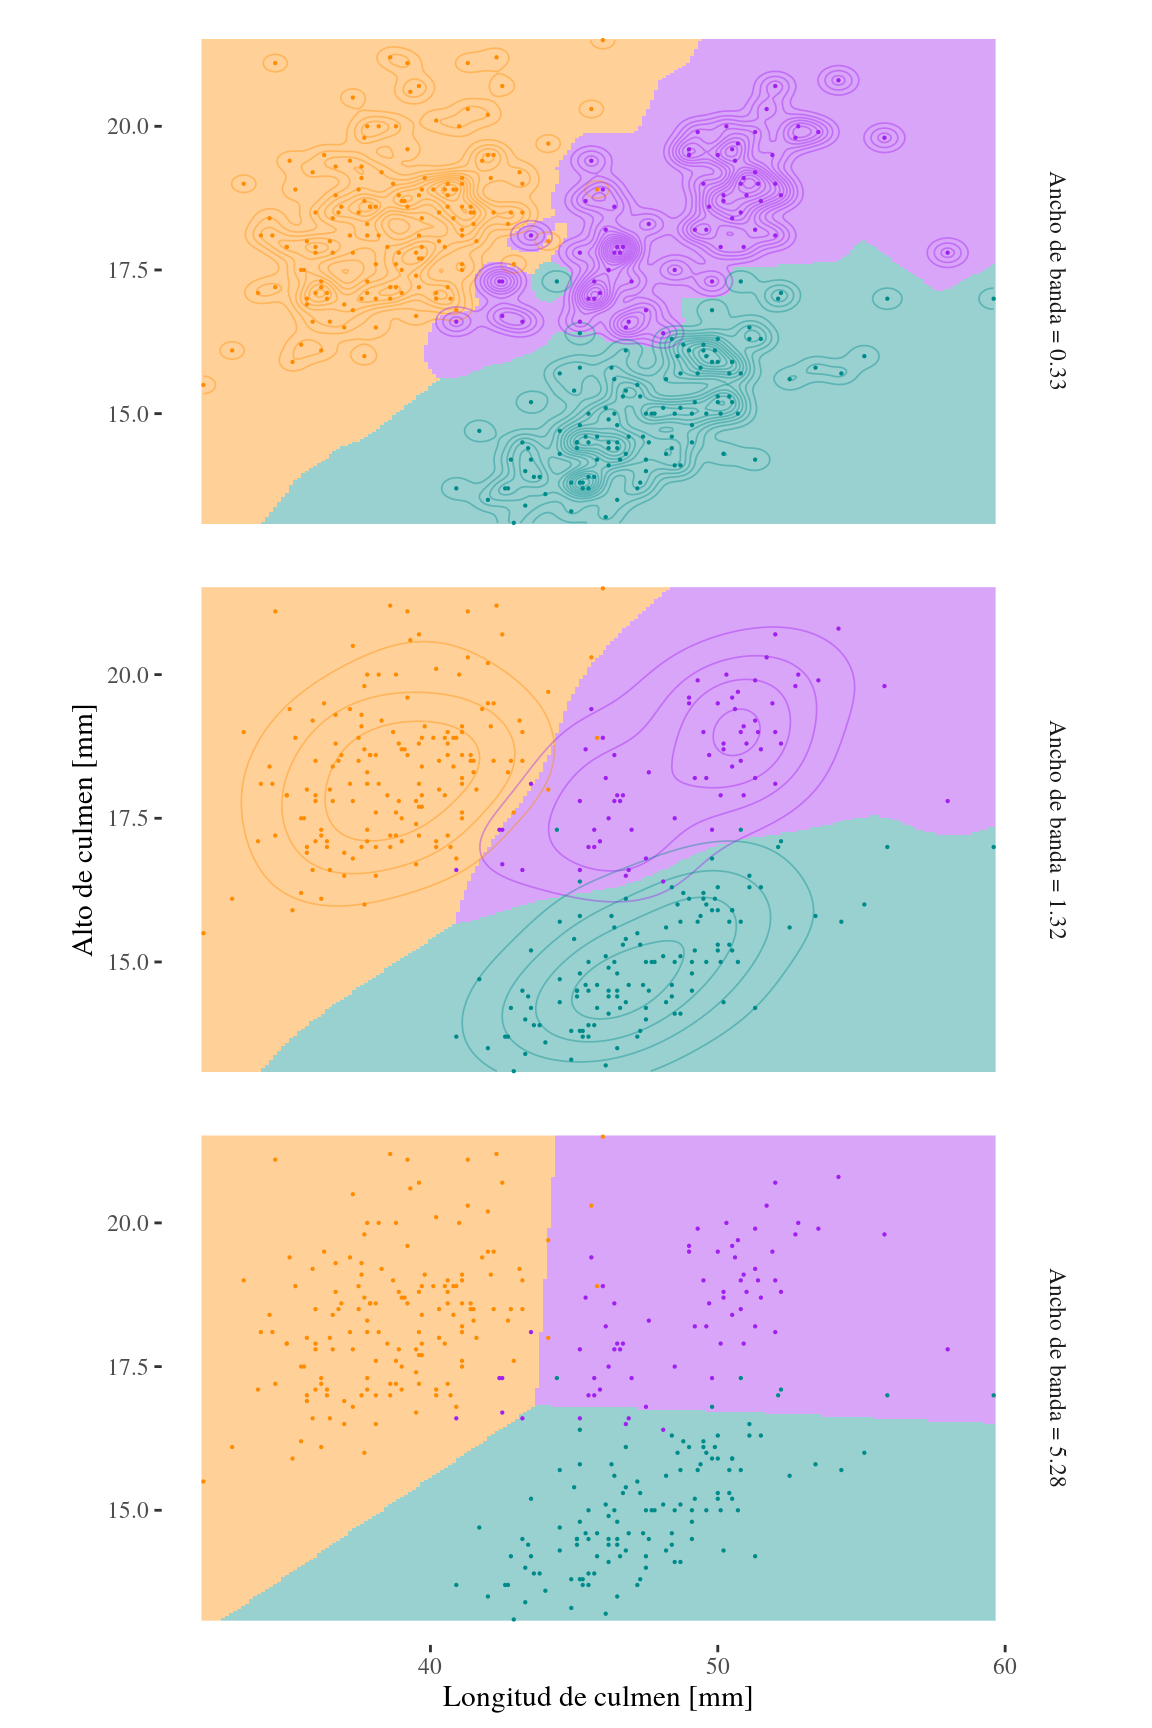 20.0
17.5
15.0
Ancho de banda = 0.33
20.0
17.5
15.0
Ancho de banda = 1.32
Alto de culmen [mm]
20.0
17.5
15.0
Ancho de banda = 5.28
40 50 60
Longitud de culmen [mm]